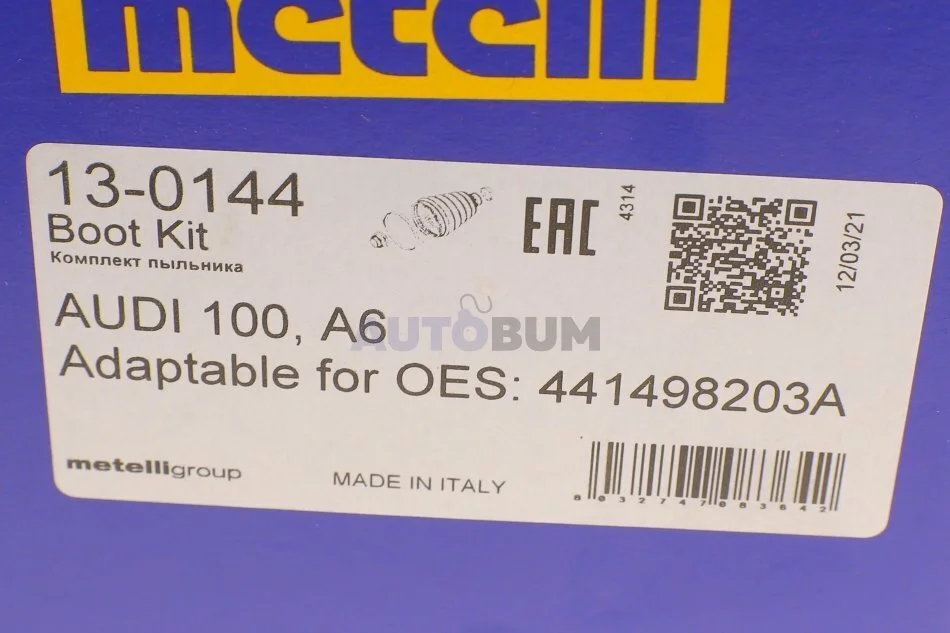 metelli
13-0144
Boot Kit
Комплект пыльника
EAC
4314
12/03/21
AUDI 100, A6
AUTOBUM
Adaptable for OES: 441498203A
metelligroup
MADE IN ITALY
8032747083642